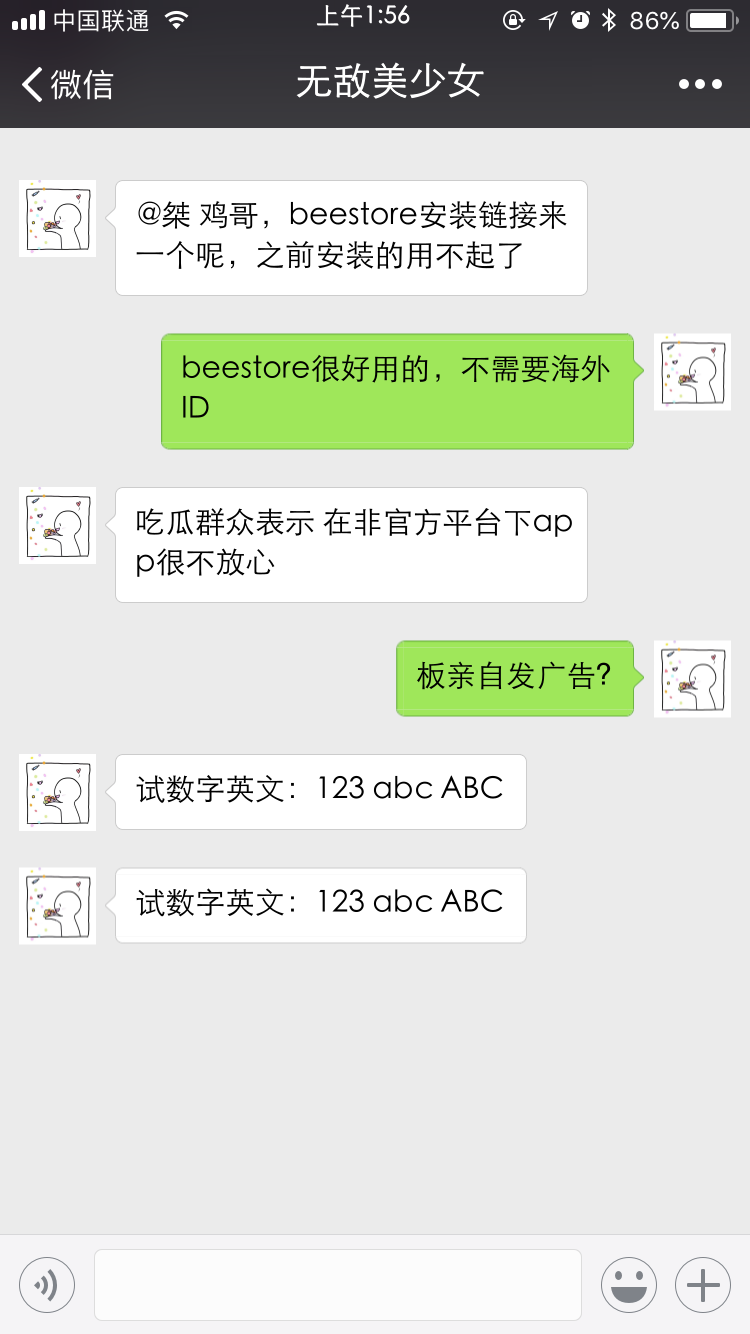 中国联通 上午1:56 86%
微信 无敌美少女
@桀 鸡哥，beestore安装链接来
一个呢，之前安装的用不起了
beestore很好用的，不需要海外
ID
吃瓜群众表示 在非官方平台下ap
p很不放心
板亲自发广告?
试数字英文：123 abc ABC
试数字英文：123 abc ABC